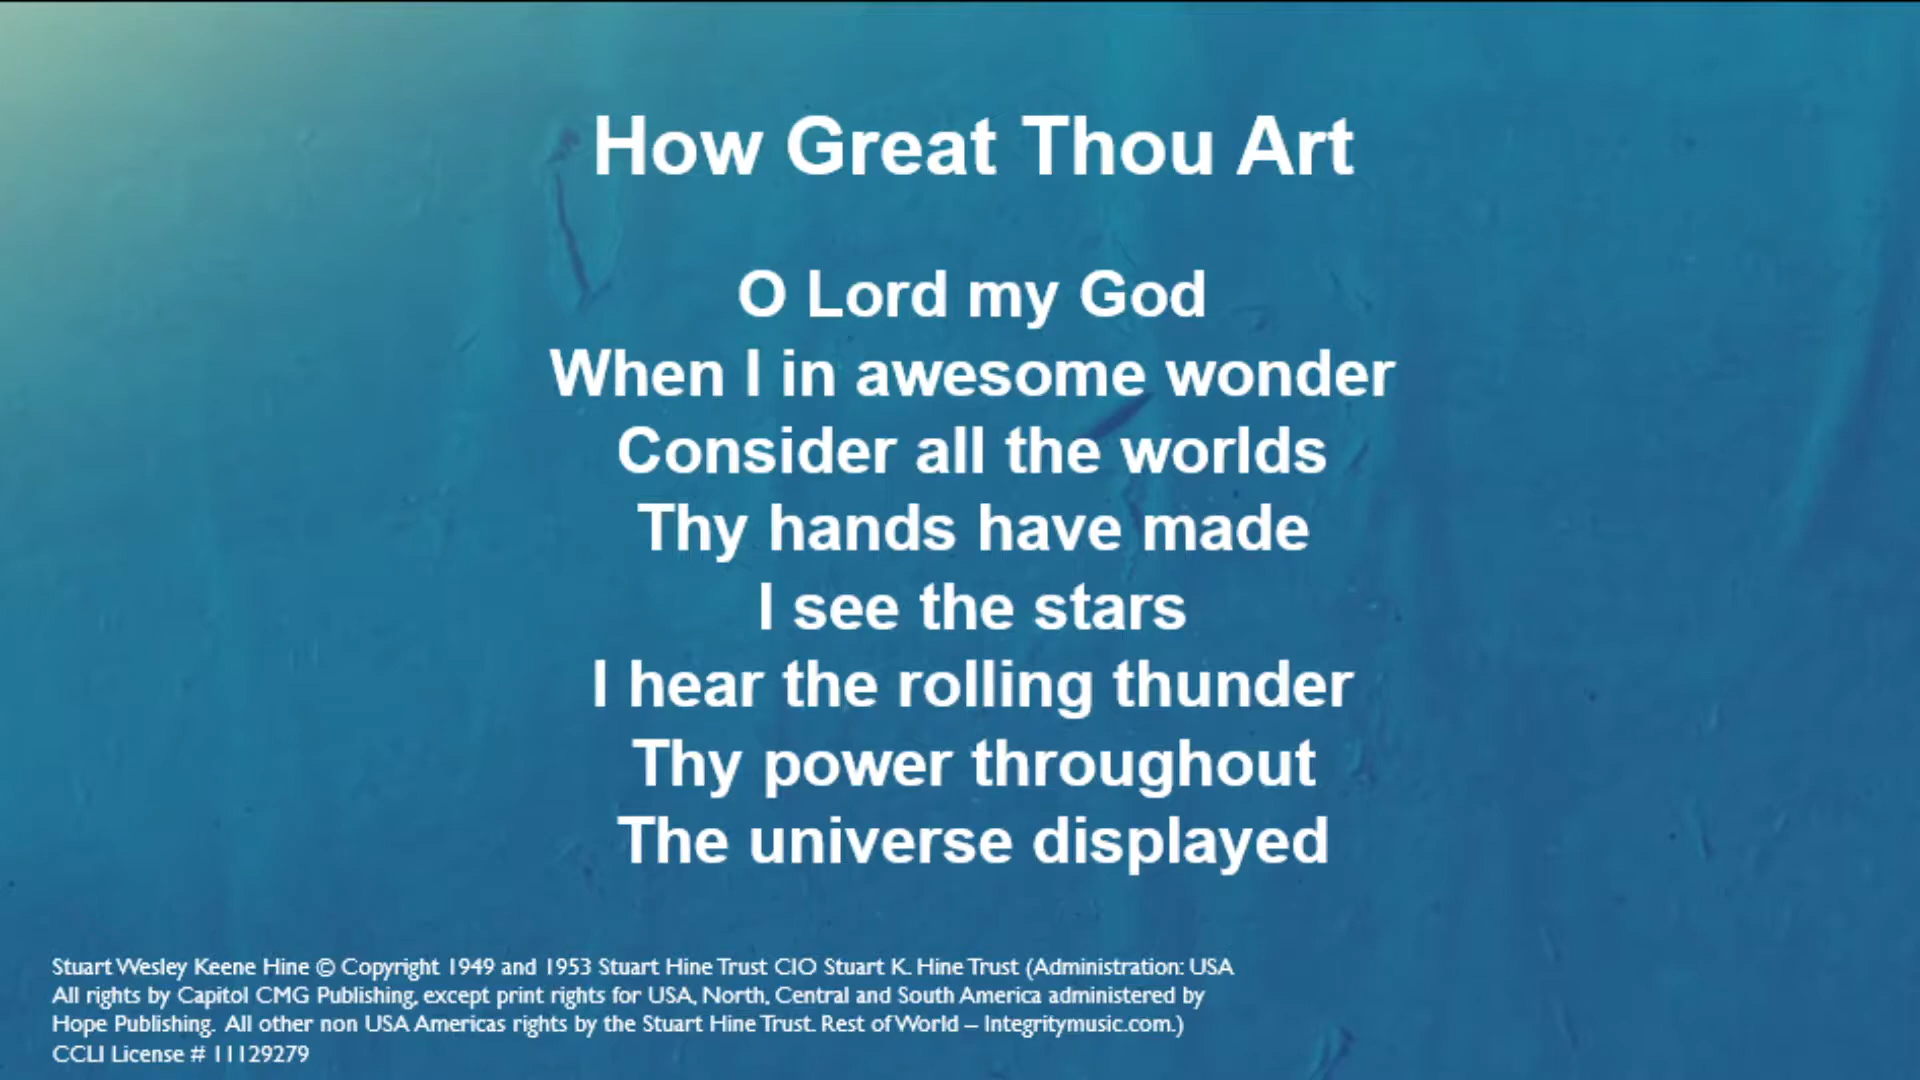 How Great Thou Art
O Lord my God
When I in awesome wonder
Consider all the worlds
Thy hands have made
I see the stars
I hear the rolling thunder
Thy power throughout
The universe displayed
Stuart Wesley Keene Hine © Copyright 1949 and 1953 Stuart Hine Trust CIO Stuart K. Hine Trust (Administration: USA
All rights by Capitol CMG Publishing, except print rights for USA, North, Central and South America administered by
Hope Publishing. All other non USA Americas rights by the Stuart Hine Trust. Rest of World – Integritymusic.com.)
CCLI License # 11129279